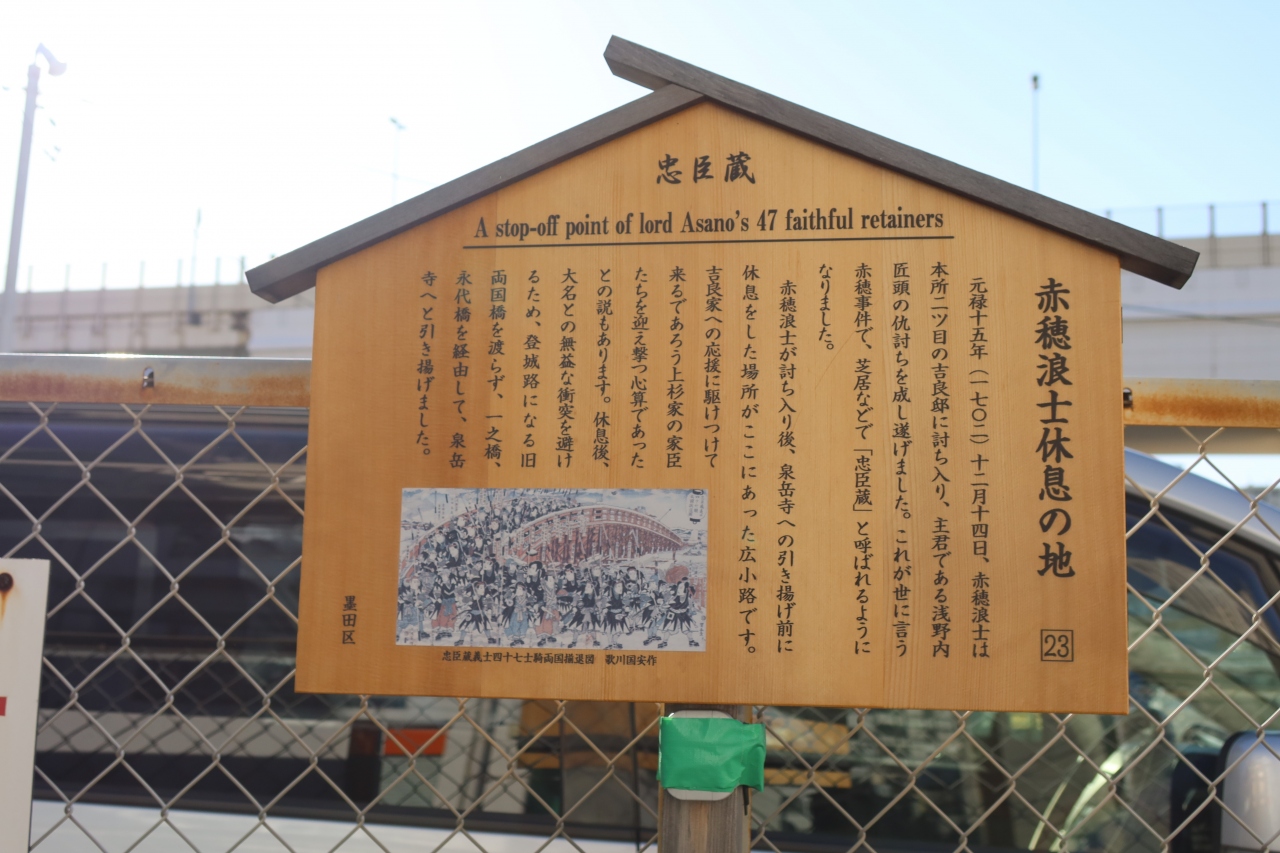 忠臣蔵
A stop-off point of lord Asano's 47 faithful retainers
赤穂浪士休息の地
23
元禄十五年（一七〇二）十二月十四日、赤穂浪士は
本所二ツ目の吉良邸に討ち入り、主君である浅野内
匠頭の仇討ちを成し遂げました。これが世に言う
赤穂事件で、芝居などで「忠臣蔵」と呼ばれるように
なりました。
赤穂浪士が討ち入り後、泉岳寺への引き揚げ前に
休息をした場所がここにあった広小路です。
吉良家への応援に駆けつけて
来るであろう上杉家の家臣
たちを迎え撃つ心算であった
との説もあります。休息後、
大名との無益な衝突を避け
るため、登城路になる旧
両国橋を渡らず、一之橋、
永代橋を経由して、泉岳
寺へと引き揚げました。
忠臣蔵義士四十七士騎両国揚退図 歌川国安作
墨田区